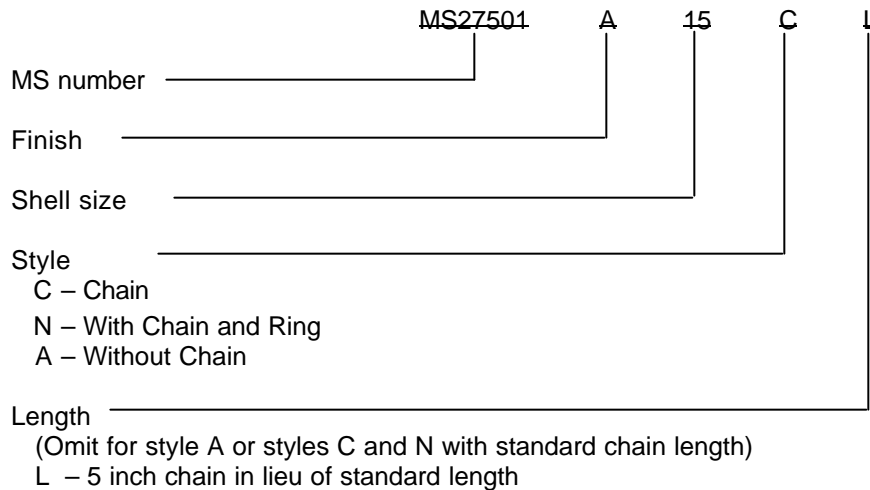 MS27501 A 15 C L
MS number
Finish
Shell size
Style
C – Chain
N – With Chain and Ring
A – Without Chain
Length
(Omit for style A or styles C and N with standard chain length)
L – 5 inch chain in lieu of standard length